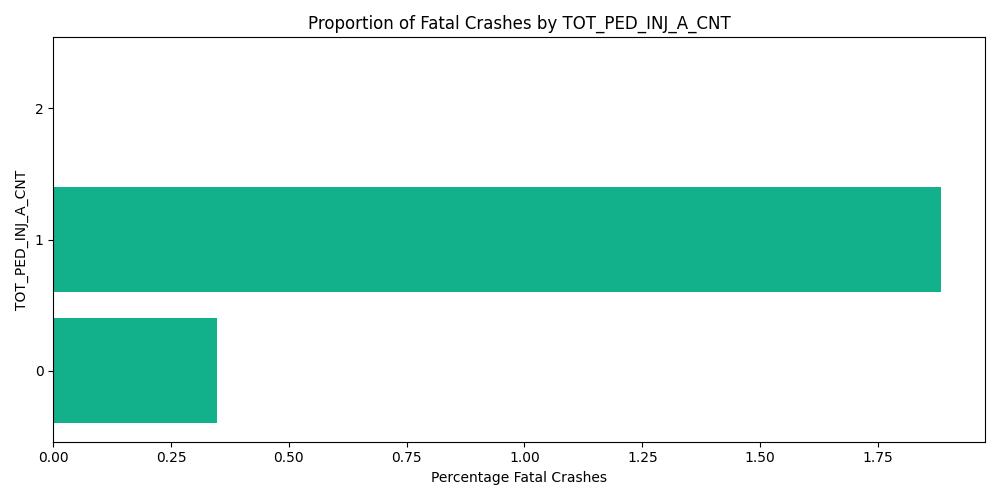 Proportion of Fatal Crashes by TOT_PED_INJ_A_CNT
TOT_PED_INJ_A_CNT
2
1
0
0.00 0.25 0.50 0.75 1.00 1.25 1.50 1.75
Percentage Fatal Crashes